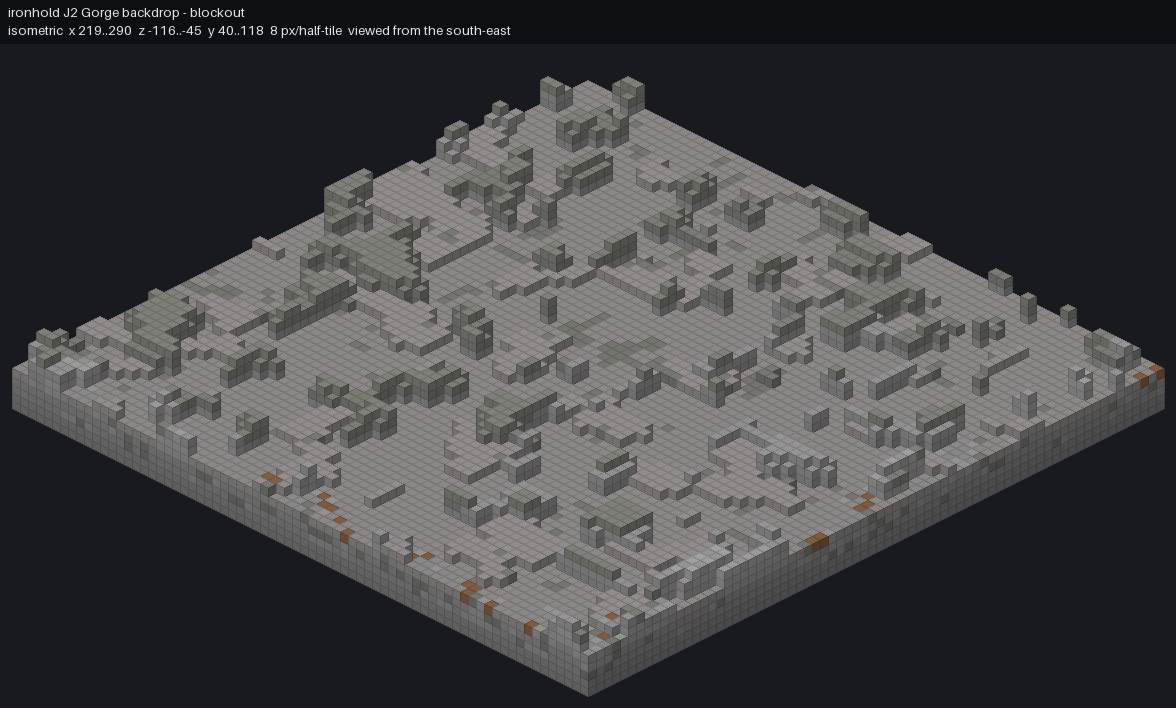 ironhold J2 Gorge backdrop - blockout
isometric  x 219..290  z -116..-45  y 40..118  8 px/half-tile  viewed from the south-east